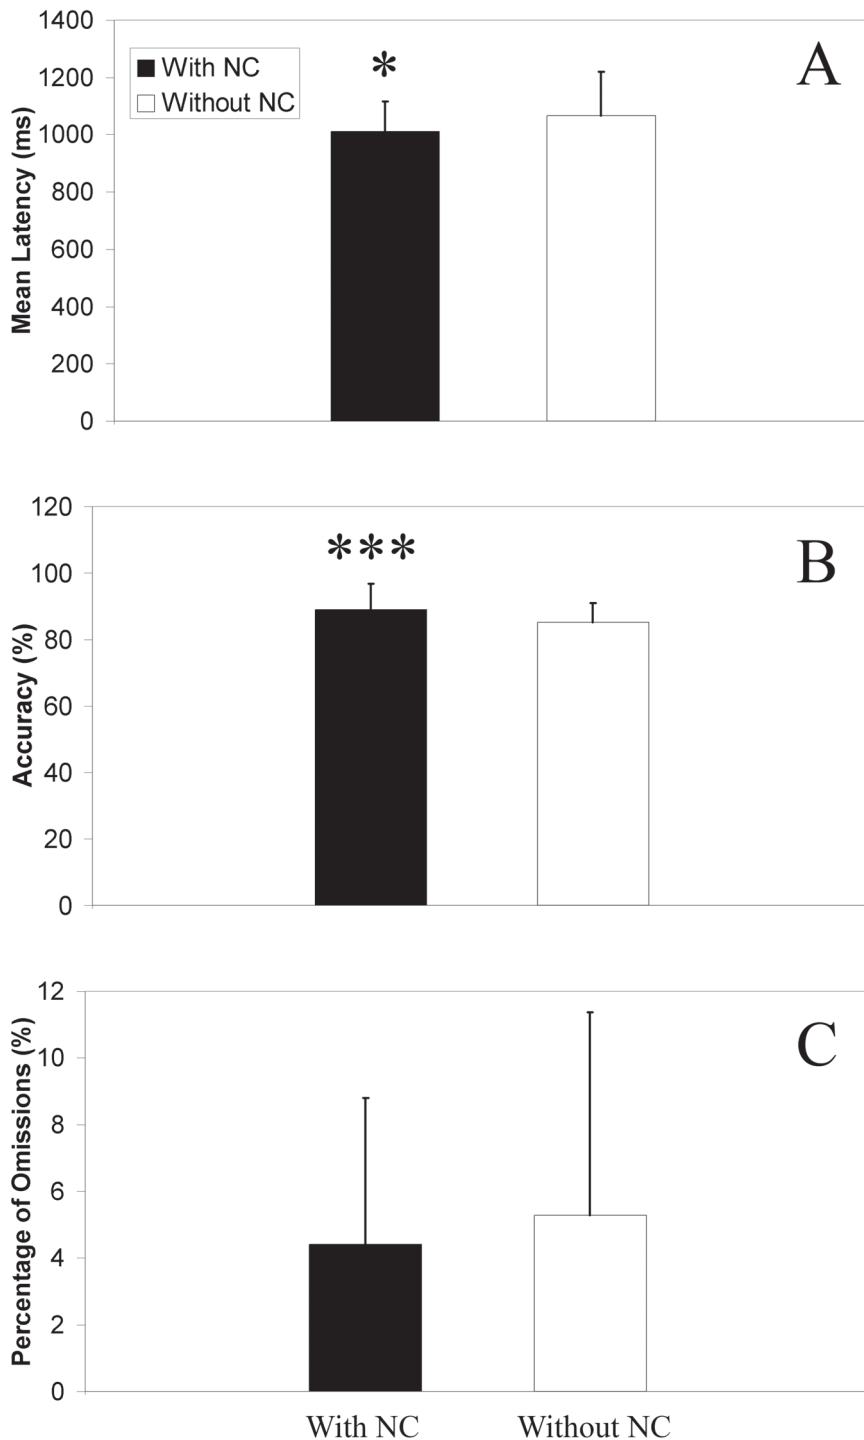 1400
1200
1000
800
600
400
200
0
Mean Latency (ms)
With NC
Without NC
*
A
120
100
80
60
40
20
0
Accuracy (%)
***
B
12
10
8
6
4
2
0
Percentage of Omissions (%)
C
With NC
Without NC